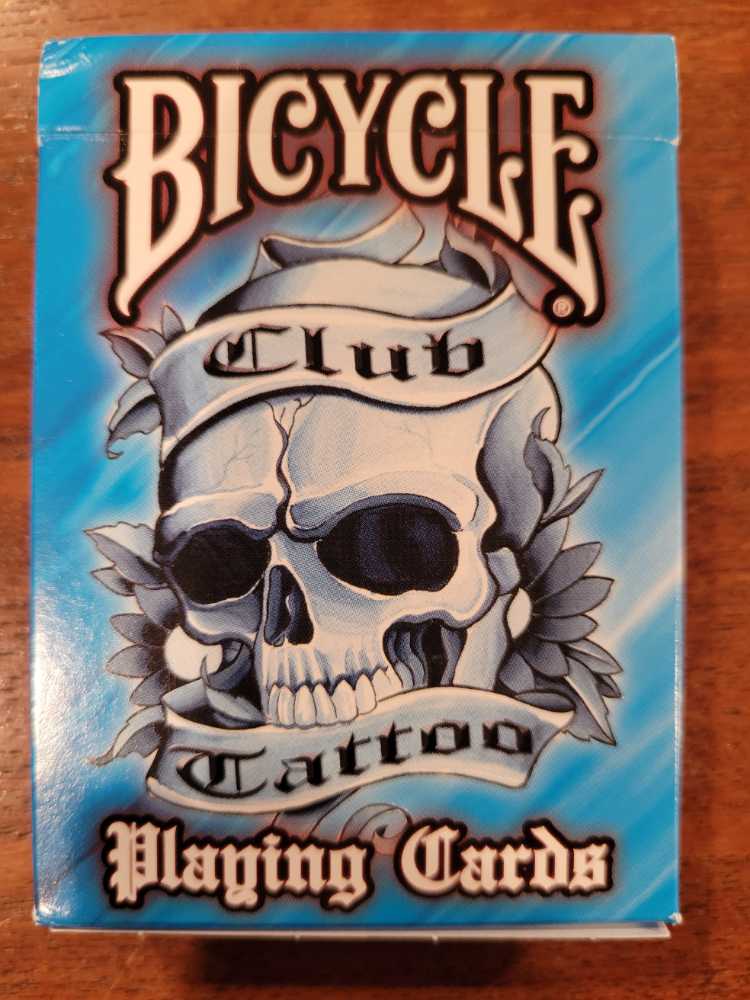 BICYCLE®
Club
Tattoo
Playing Cards